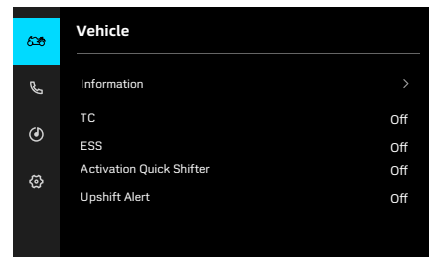 Vehicle
Information
TC Off
ESS Off
Activation Quick Shifter Off
Upshift Alert Off